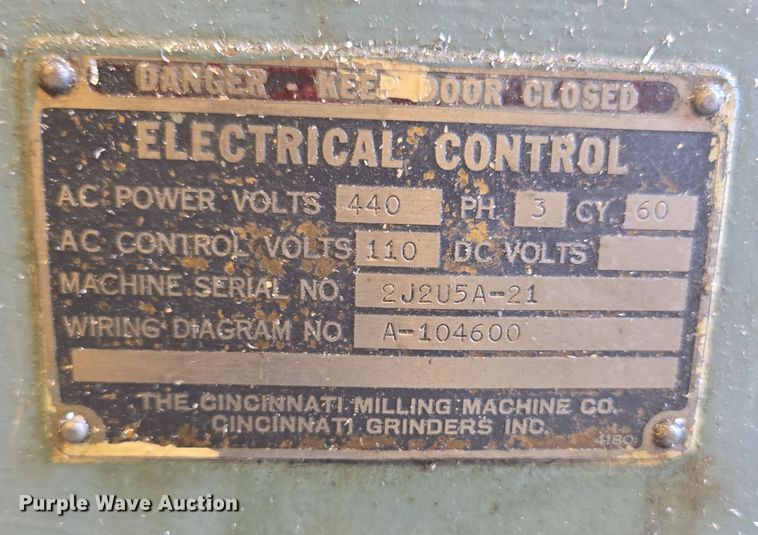 DANGER - KEEP DOOR CLOSED
ELECTRICAL CONTROL
AC POWER VOLTS 440 PH 3 CY. 60
AC CONTROL VOLTS 110 DC VOLTS
MACHINE SERIAL NO. 2J2U5A-21
WIRING DIAGRAM NO. A-104600
THE CINCINNATI MILLING MACHINE CO.
CINCINNATI GRINDERS INC.
Purple Wave Auction